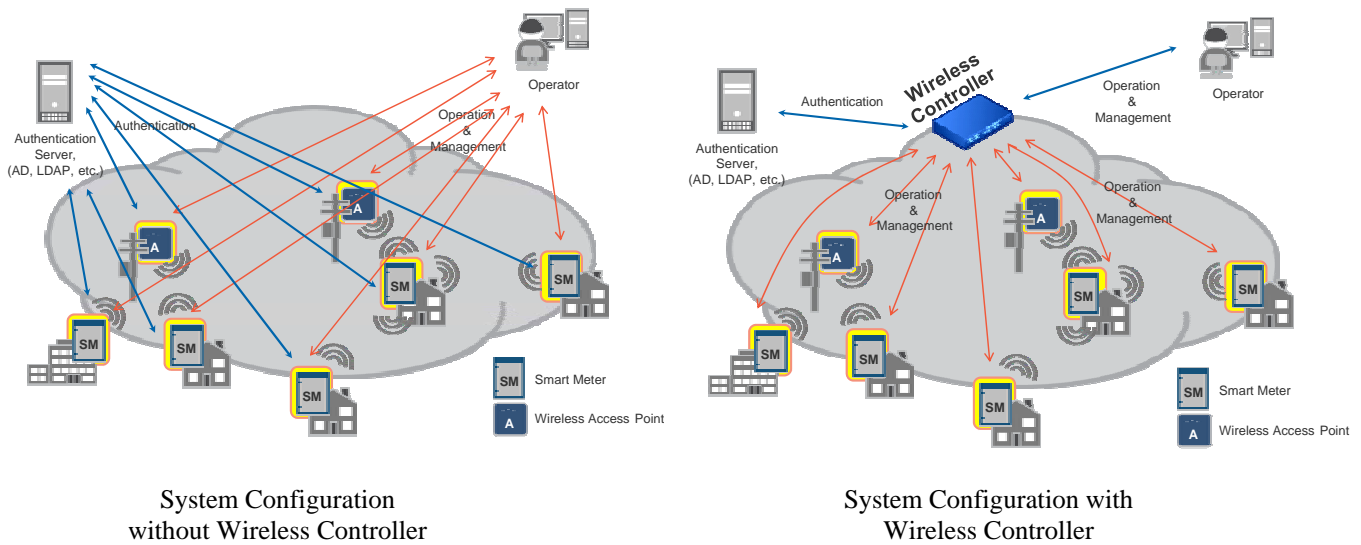 Operator
Authentication
Server,
(AD, LDAP, etc.)
Authentication
Operation
&
Management
A
A
SM
SM
SM
SM
SM
SM
Smart Meter
A
Wireless Access Point
System Configuration
without Wireless Controller
Wireless
Controller
Operator
Authentication
Operation
&
Management
Authentication
Server,
(AD, LDAP, etc.)
Operation
&
Management
Operation
&
Management
A
A
SM
SM
SM
SM
SM
SM
Smart Meter
A
Wireless Access Point
System Configuration with
Wireless Controller